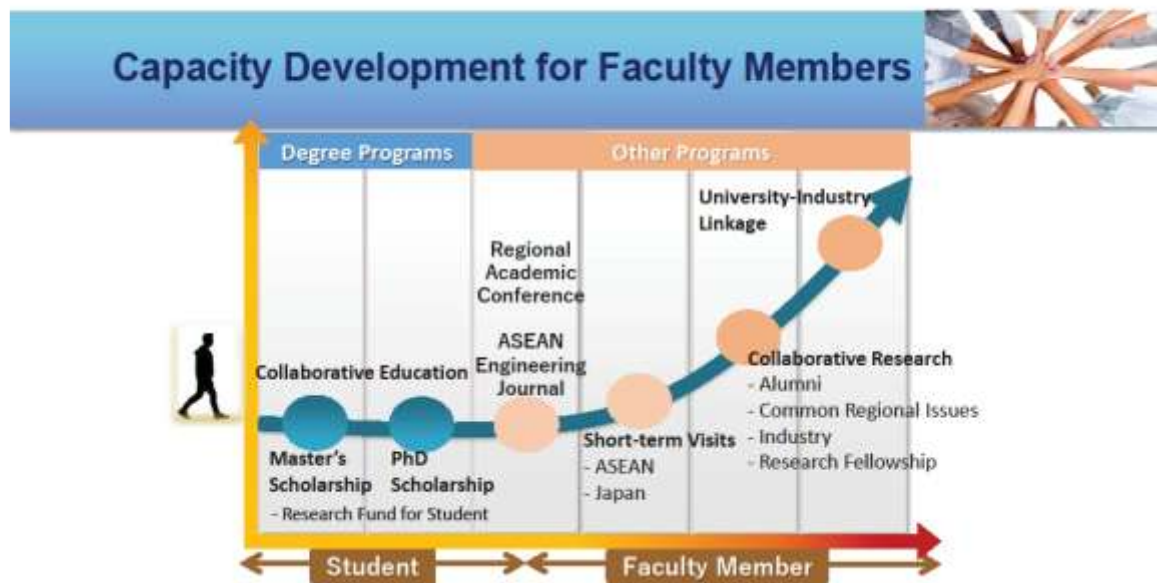 Capacity Development for Faculty Members
Degree Programs
Other Programs
University-Industry
Linkage
Regional
Academic
Conference
ASEAN
Engineering
Journal
Collaborative Education
Collaborative Research
- Alumni
- Common Regional Issues
- Industry
- Research Fellowship
Short-term Visits
- ASEAN
- Japan
Master's
Scholarship
PhD
Scholarship
- Research Fund for Student
Student
Faculty Member